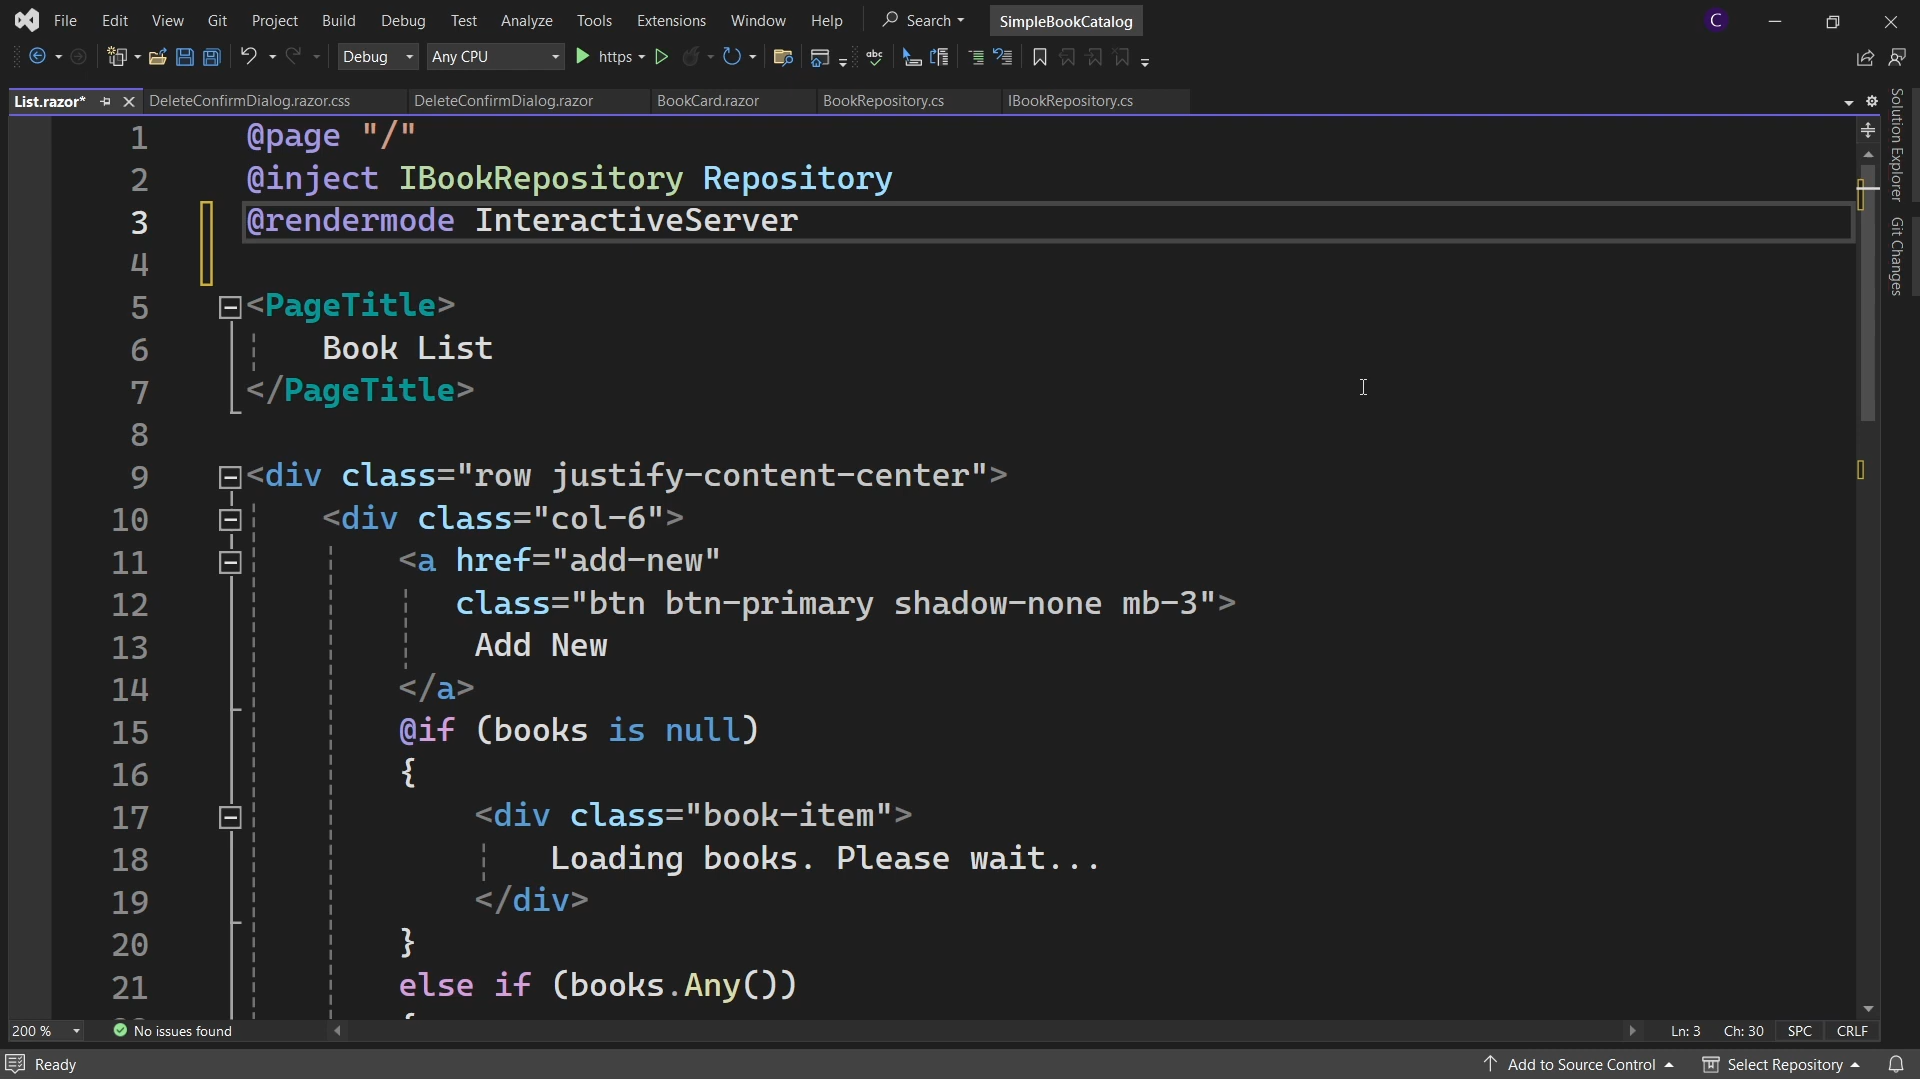 File Edit View Git Project Build Debug Test Analyze Tools Extensions Window Help Search SimpleBookCatalog C
Debug Any CPU https abc
List.razor* DeleteConfirmDialog.razor.css DeleteConfirmDialog.razor BookCard.razor BookRepository.cs IBookRepository.cs
Solution Explorer
Git Changes
1 @page "/"
2 @inject IBookRepository Repository
3 @rendermode InteractiveServer
4
5 <PageTitle>
6 Book List
7 </PageTitle>
8
9 <div class="row justify-content-center">
10 <div class="col-6">
11 <a href="add-new"
12 class="btn btn-primary shadow-none mb-3">
13 Add New
14 </a>
15 @if (books is null)
16 {
17 <div class="book-item">
18 Loading books. Please wait...
19 </div>
20 }
21 else if (books.Any())
200 % No issues found Ln: 3 Ch: 30 SPC CRLF
Ready Add to Source Control Select Repository